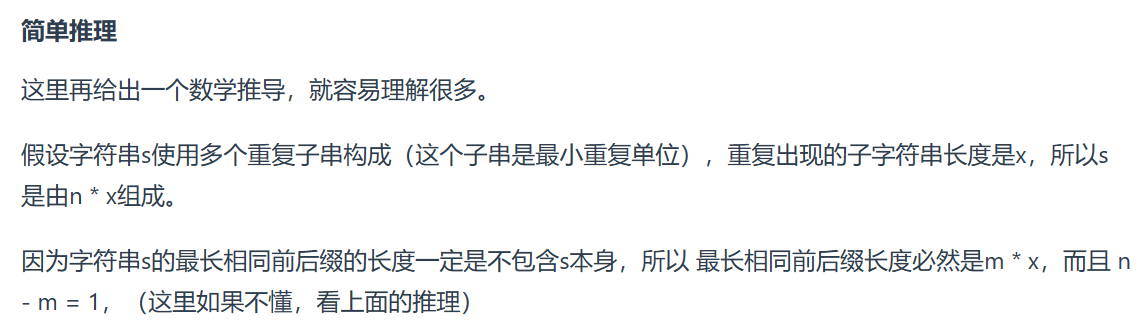 简单推理
这里再给出一个数学推导，就容易理解很多。
假设字符串s使用多个重复子串构成（这个子串是最小重复单位），重复出现的子字符串长度是x，所以s
是由n * x组成。
因为字符串s的最长相同前后缀的长度一定是不包含s本身，所以 最长相同前后缀长度必然是m * x，而且 n
- m = 1，（这里如果不懂，看上面的推理）